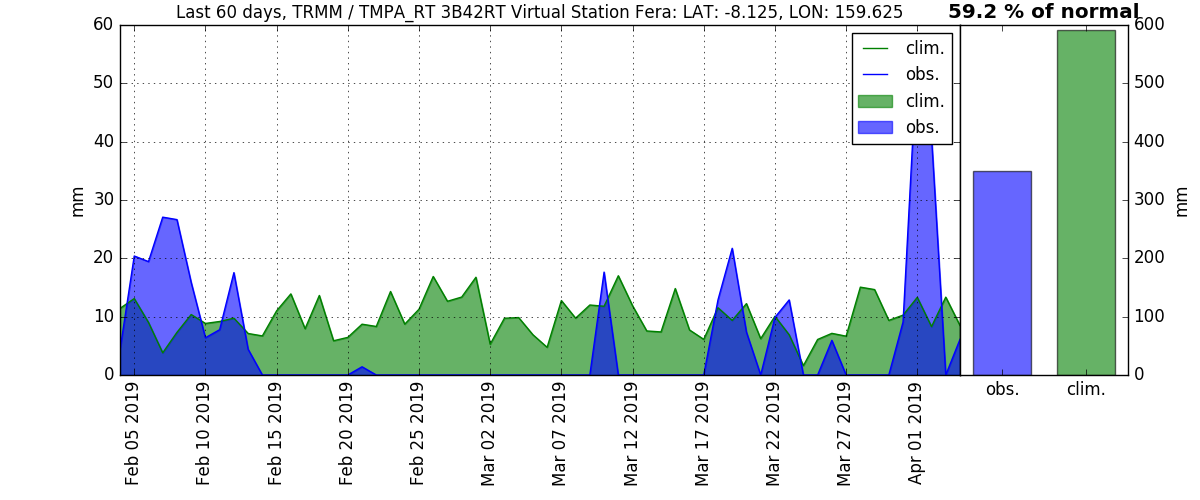 Last 60 days, TRMM / TMPA_RT 3B42RT Virtual Station Fera: LAT: -8.125, LON: 159.625
59.2 % of normal
60
50
40
30
20
10
0
mm
clim.
obs.
clim.
obs.
600
500
400
300
200
100
0
mm
Feb 05 2019
Feb 10 2019
Feb 15 2019
Feb 20 2019
Feb 25 2019
Mar 02 2019
Mar 07 2019
Mar 12 2019
Mar 17 2019
Mar 22 2019
Mar 27 2019
Apr 01 2019
obs.
clim.